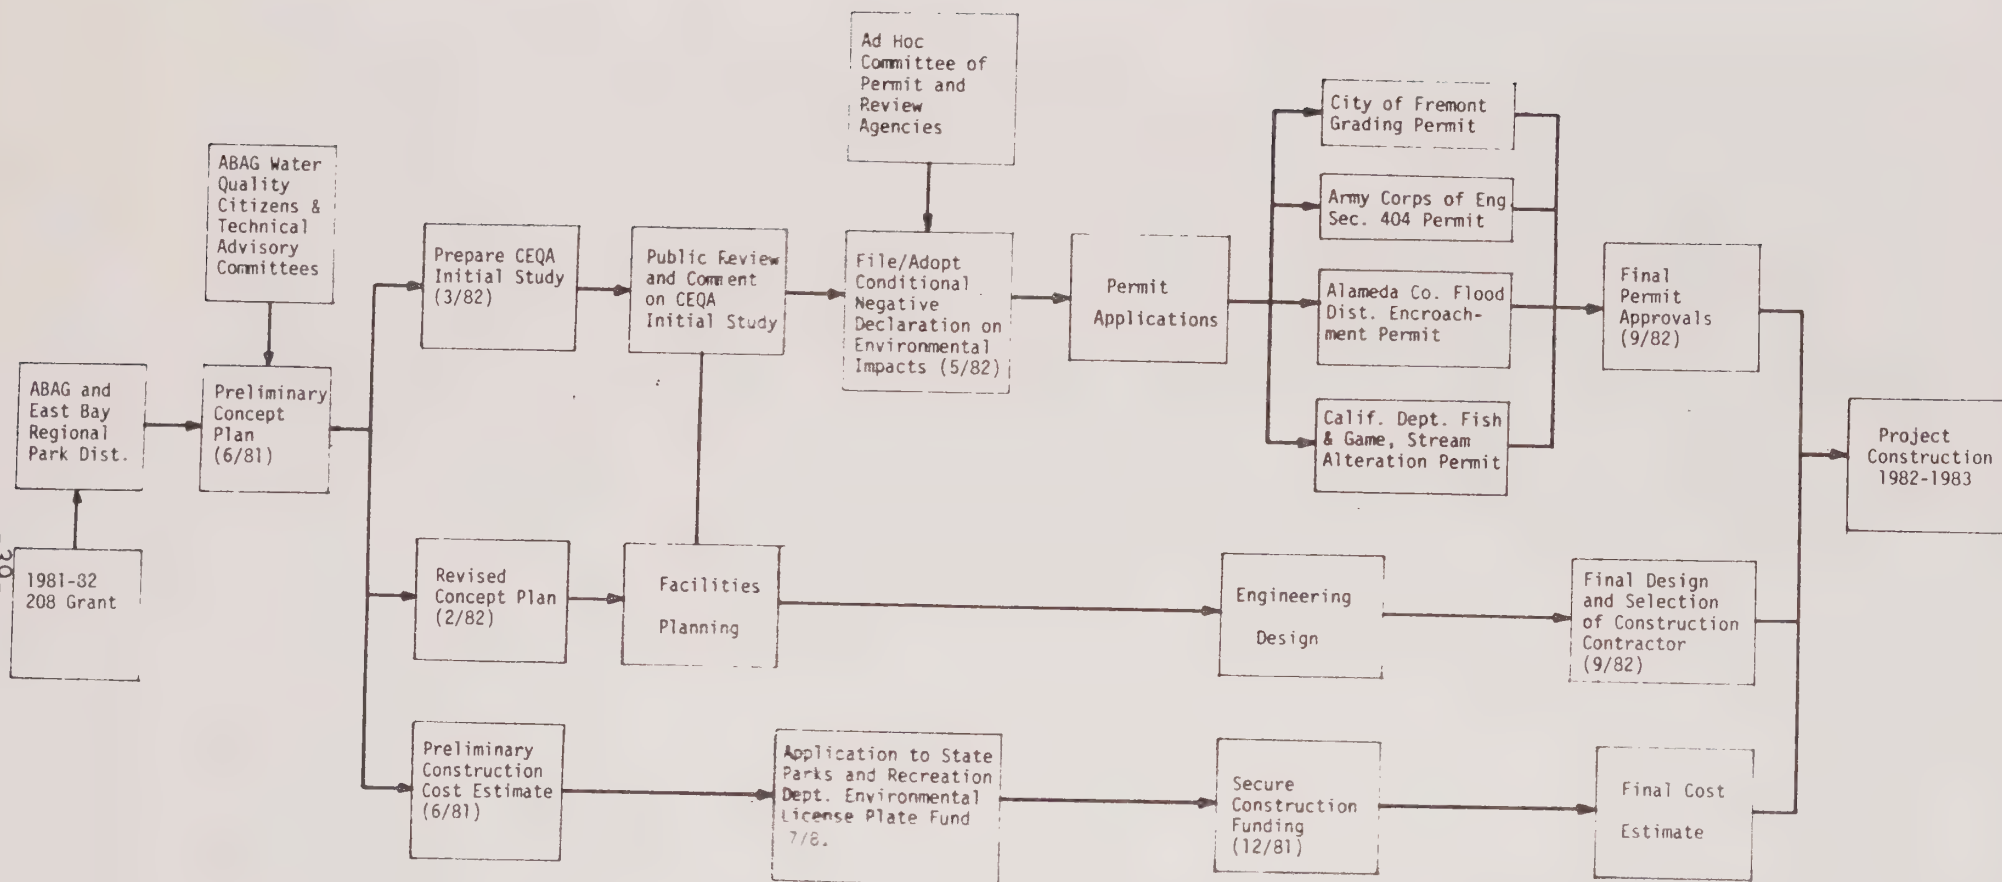 Ad Hoc
Committee of
Permit and
Review
Agencies
ABAG Water
Quality
Citizens &
Technical
Advisory
Committees
City of Fremont
Grading Permit
Army Corps of Eng
Sec. 404 Permit
Prepare CEQA
Initial Study
(3/82)
Public Review
and Comment
on CEQA
Initial Study
File/Adopt
Conditional
Negative
Declaration on
Environmental
Impacts (5/82)
Permit
Applications
Alameda Co. Flood
Dist. Encroach-
ment Permit
Calif. Dept. Fish
& Game, Stream
Alteration Permit
Final
Permit
Approvals
(9/82)
ABAG and
East Bay
Regional
Park Dist.
Preliminary
Concept
Plan
(6/81)
Project
Construction
1982-1983
-30-
1981-82
208 Grant
Revised
Concept Plan
(2/82)
Facilities
Planning
Engineering
Design
Final Design
and Selection
of Construction
Contractor
(9/82)
Preliminary
Construction
Cost Estimate
(6/81)
Application to State
Parks and Recreation
Dept. Environmental
License Plate Fund
Secure
Construction
Funding
(12/81)
Final Cost
Estimate